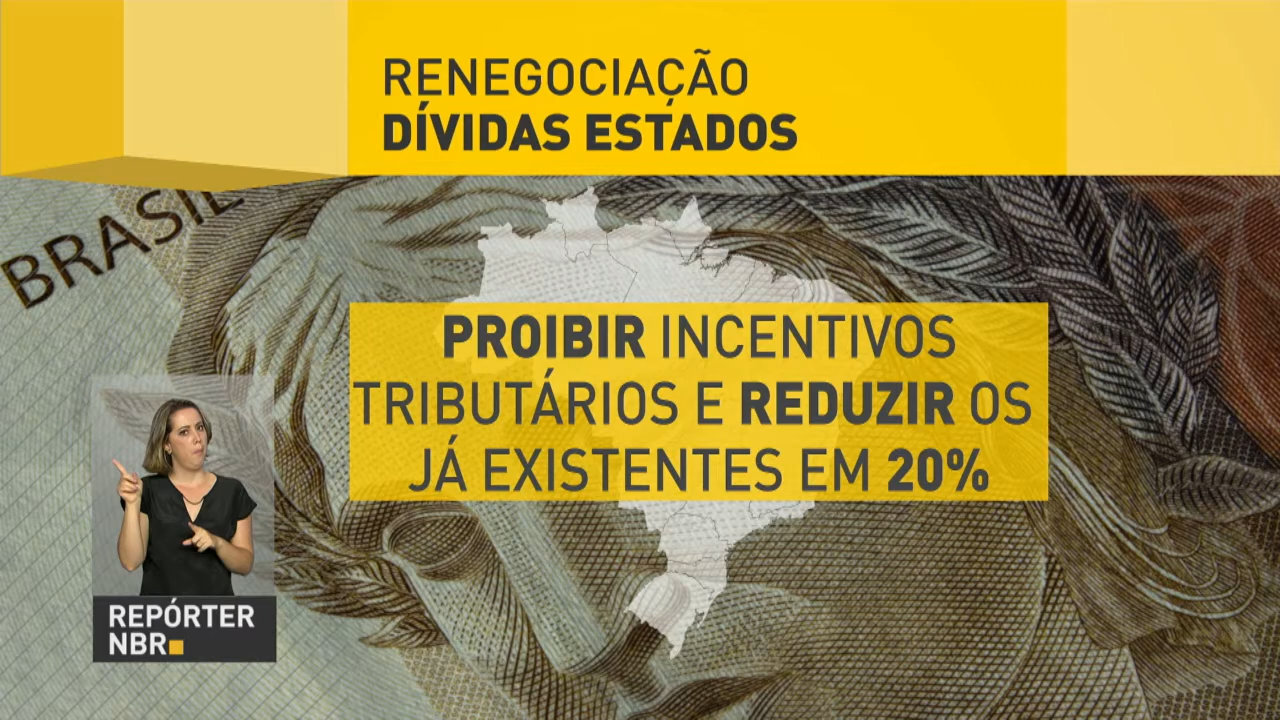 RENEGOCIAÇÃO
DÍVIDAS ESTADOS
BRASIL
PROIBIR INCENTIVOS
TRIBUTÁRIOS E REDUZIR OS
JÁ EXISTENTES EM 20%
REPÓRTER
NBR